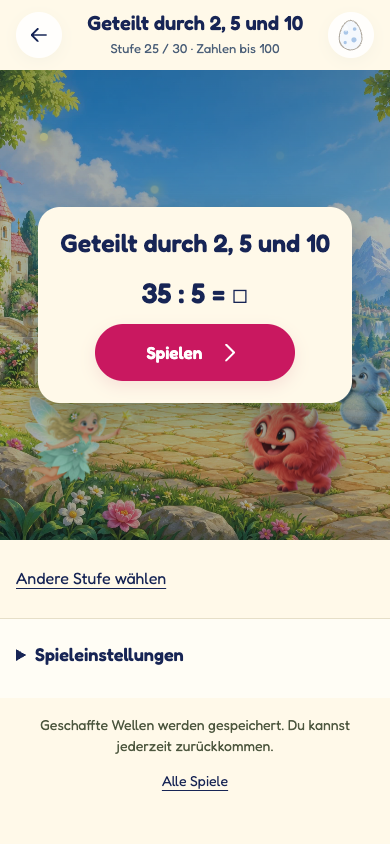 Geteilt durch 2, 5 und 10
Stufe 25 / 30 · Zahlen bis 100
Geteilt durch 2, 5 und 10
35 : 5 = □
Spielen
Andere Stufe wählen
Spieleinstellungen
Geschaffte Wellen werden gespeichert. Du kannst
jederzeit zurückkommen.
Alle Spiele